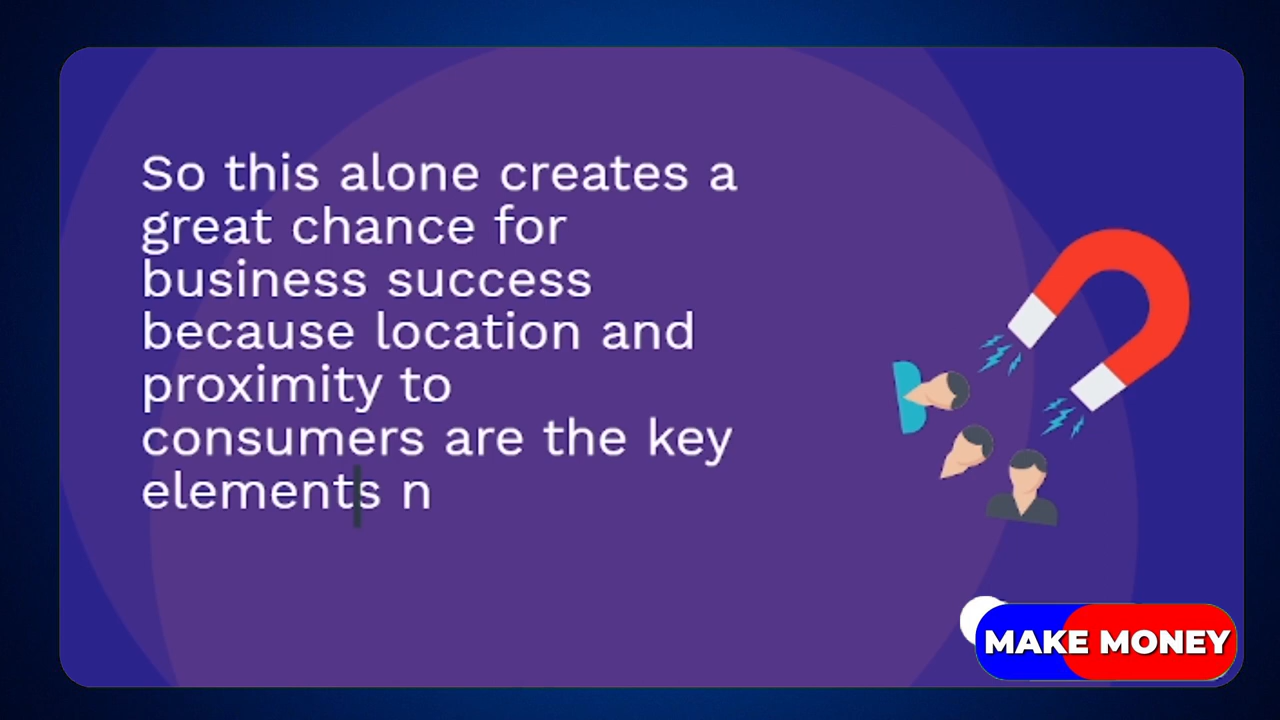 So this alone creates a
great chance for
business success
because location and
proximity to
consumers are the key
elements n
MAKE MONEY